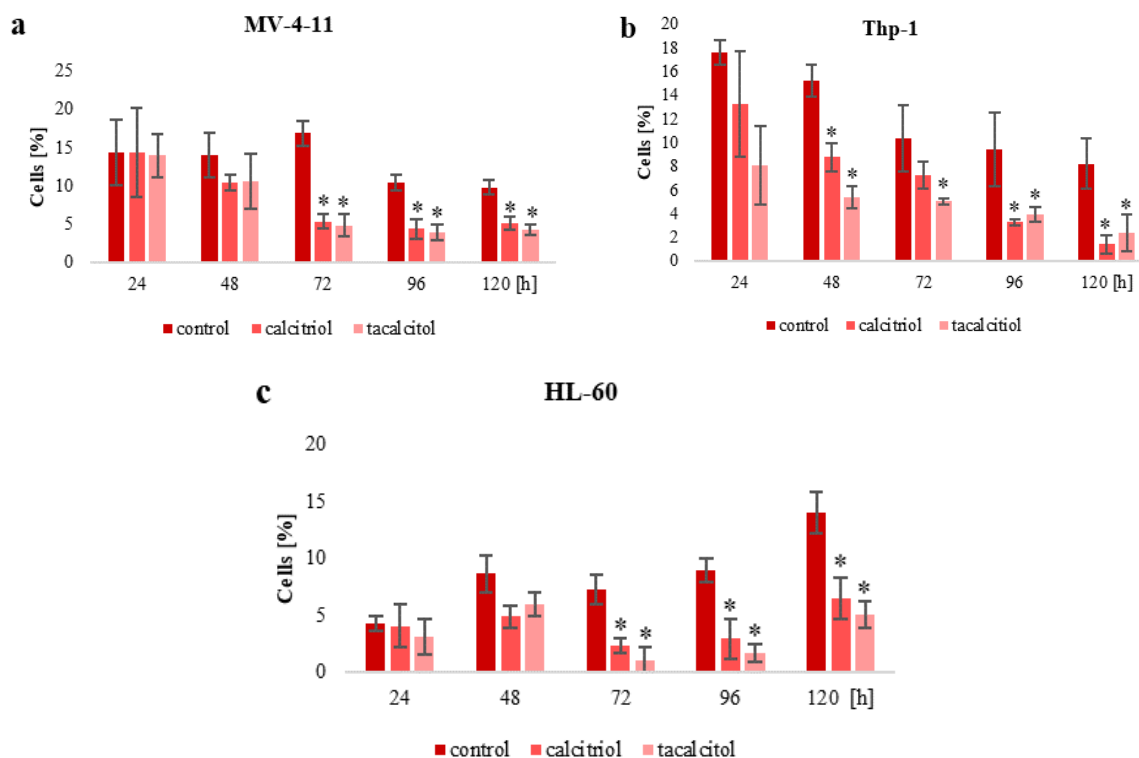 a
MV-4-11
Cells [%]
25
20
15
10
5
0
24 48 72 96 120 [h]
control calcitriol tacalcitol
b
Thp-1
Cells [%]
20
18
16
14
12
10
8
6
4
2
0
* * * * * * *
24 48 72 96 120 [h]
control calcitriol tacalcitiol
* * * * * *
c
HL-60
Cells [%]
20
15
10
5
0
* * * * * *
24 48 72 96 120 [h]
control calcitriol tacalcitol